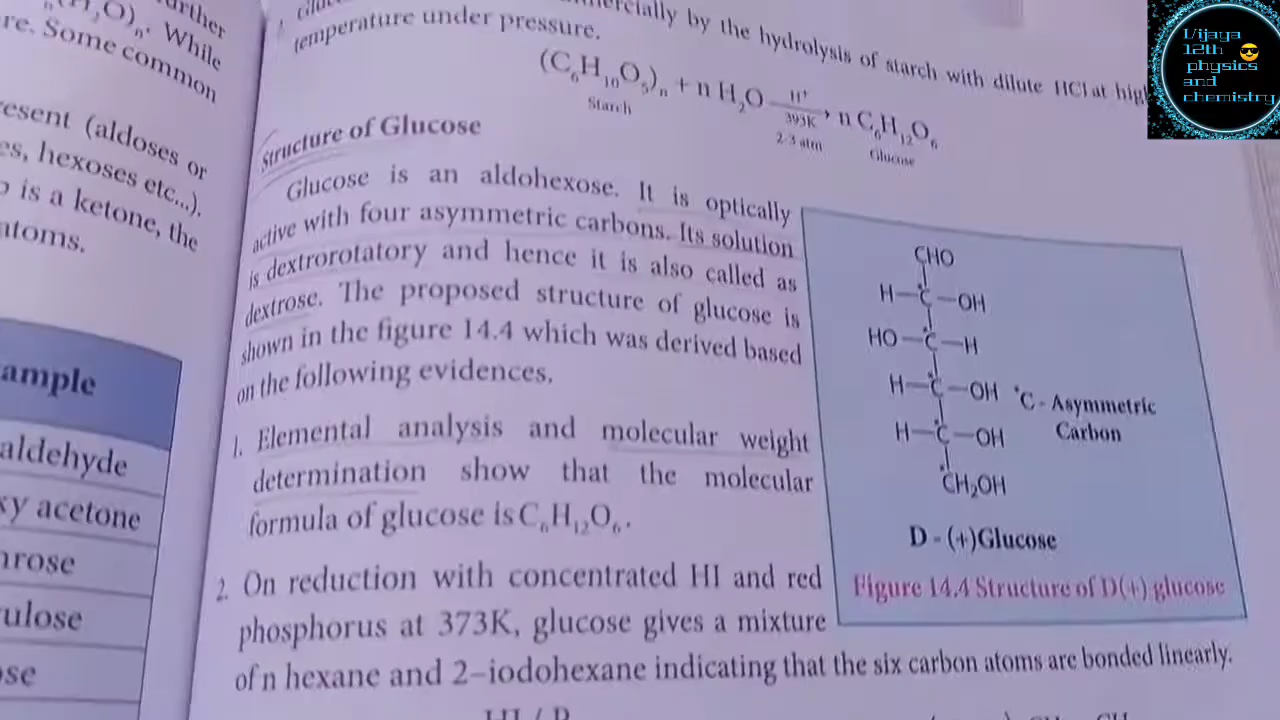 (H₂O)ₙ. While
re. Some common
esent (aldoses or
es, hexoses etc...).
is a ketone, the
atoms.
ample
aldehyde
xy acetone
hrose
ulose
ose
by the hydrolysis of starch with dilute HCl at
temperature under pressure.
(C₆H₁₀O₅)ₙ + n H₂O H⁺ 393K 2-3 atm → n C₆H₁₂O₆
Starch Glucose
Structure of Glucose
Glucose is an aldohexose. It is optically
active with four asymmetric carbons. Its solution
is dextrorotatory and hence it is also called as
dextrose. The proposed structure of glucose is
shown in the figure 14.4 which was derived based
on the following evidences.
1. Elemental analysis and molecular weight
determination show that the molecular
formula of glucose is C₆H₁₂O₆.
2. On reduction with concentrated HI and red
phosphorus at 373K, glucose gives a mixture
of n hexane and 2–iodohexane indicating that the six carbon atoms are bonded linearly.
HI / P
CHO
H—*C—OH
HO—*C—H
H—*C—OH
H—*C—OH
CH₂OH
*C - Asymmetric
Carbon
D - (+)Glucose
Figure 14.4 Structure of D(+) glucose
Vijaya
12th 😎
physics
and
chemistry